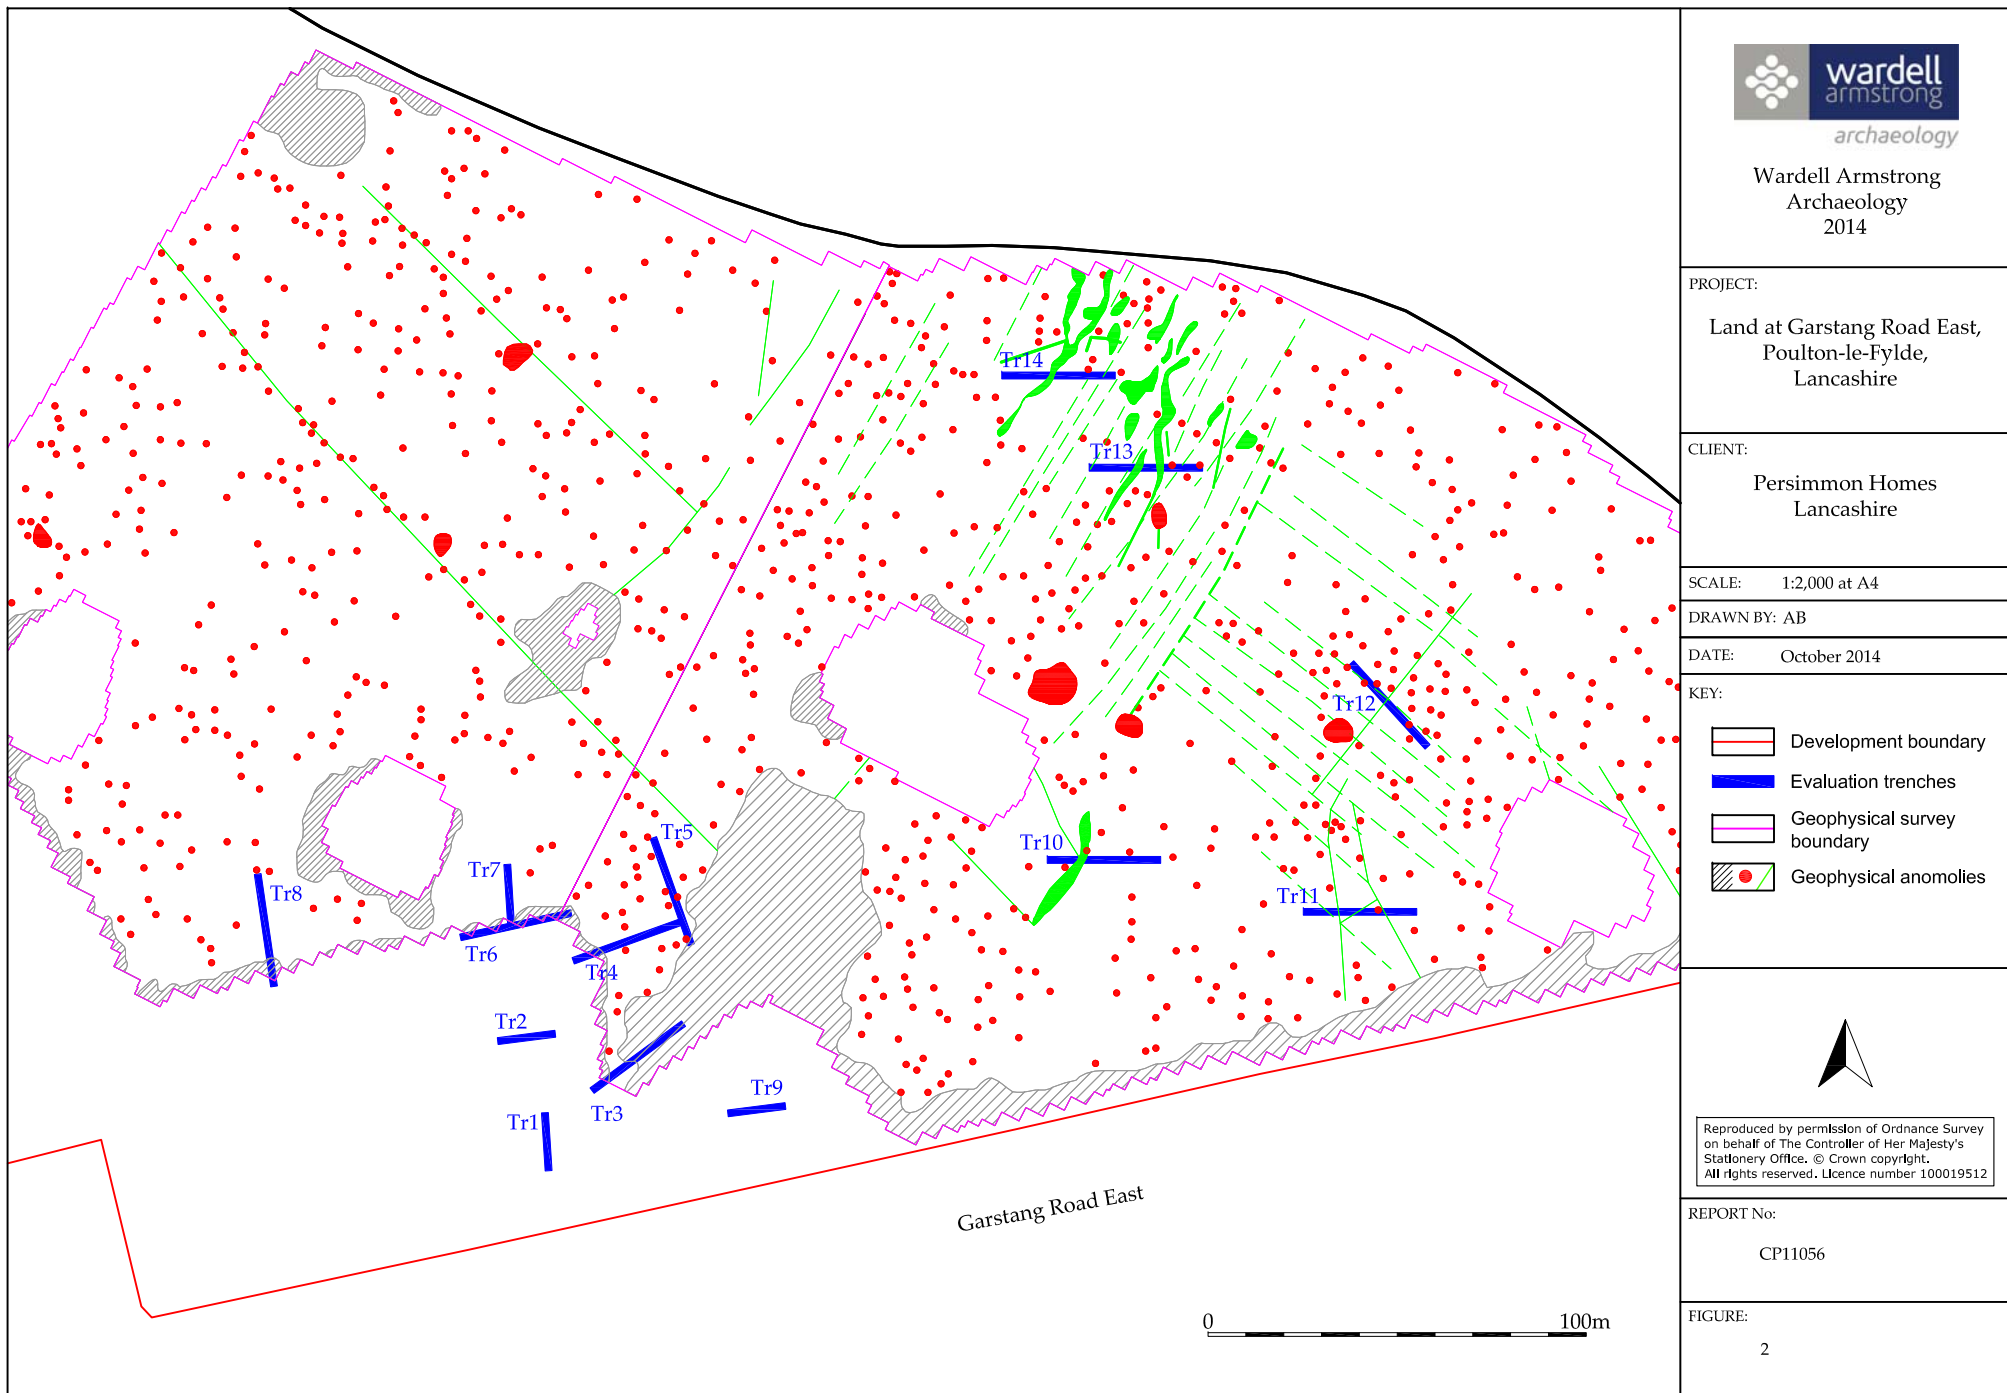 Tr14
Tr13
Tr12
Tr10
Tr11
Tr5
Tr7
Tr8
Tr6
Tr4
Tr2
Tr9
Tr3
Tr1
Garstang Road East
0 100m
wardell
armstrong
archaeology
Wardell Armstrong
Archaeology
2014
PROJECT:
Land at Garstang Road East,
Poulton-le-Fylde,
Lancashire
CLIENT:
Persimmon Homes
Lancashire
SCALE: 1:2,000 at A4
DRAWN BY: AB
DATE: October 2014
KEY:
Development boundary
Evaluation trenches
Geophysical survey
boundary
Geophysical anomolies
Reproduced by permission of Ordnance Survey
on behalf of The Controller of Her Majesty's
Stationery Office. © Crown copyright.
All rights reserved. Licence number 100019512
REPORT No:
CP11056
FIGURE:
2